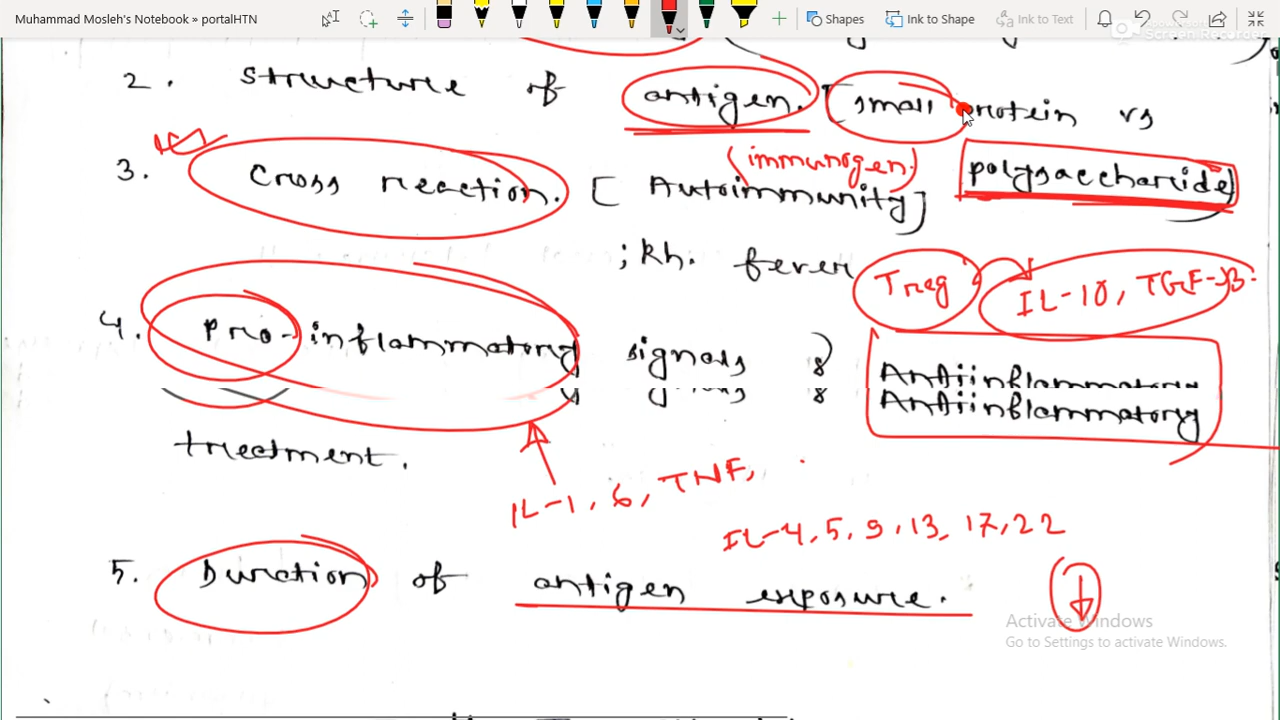 Muhammad Mosleh's Notebook » portalHTN
Shapes
Ink to Shape
Ink to Text
Screen Recorder
2. Structure of antigen. [small protein vs
(immunogen)
polysaccharide]
3. Cross reaction. [Autoimmunity]
; Rh. fever
Treg
IL-10, TGF-β
4. Pro-inflammatory signals & Antiinflammatory
Antiinflammatory
treatment.
IL-1, 6, TNF,
IL-4, 5, 9, 13, 17, 22
5. Duration of antigen exposure. ↓
Activate Windows
Go to Settings to activate Windows.